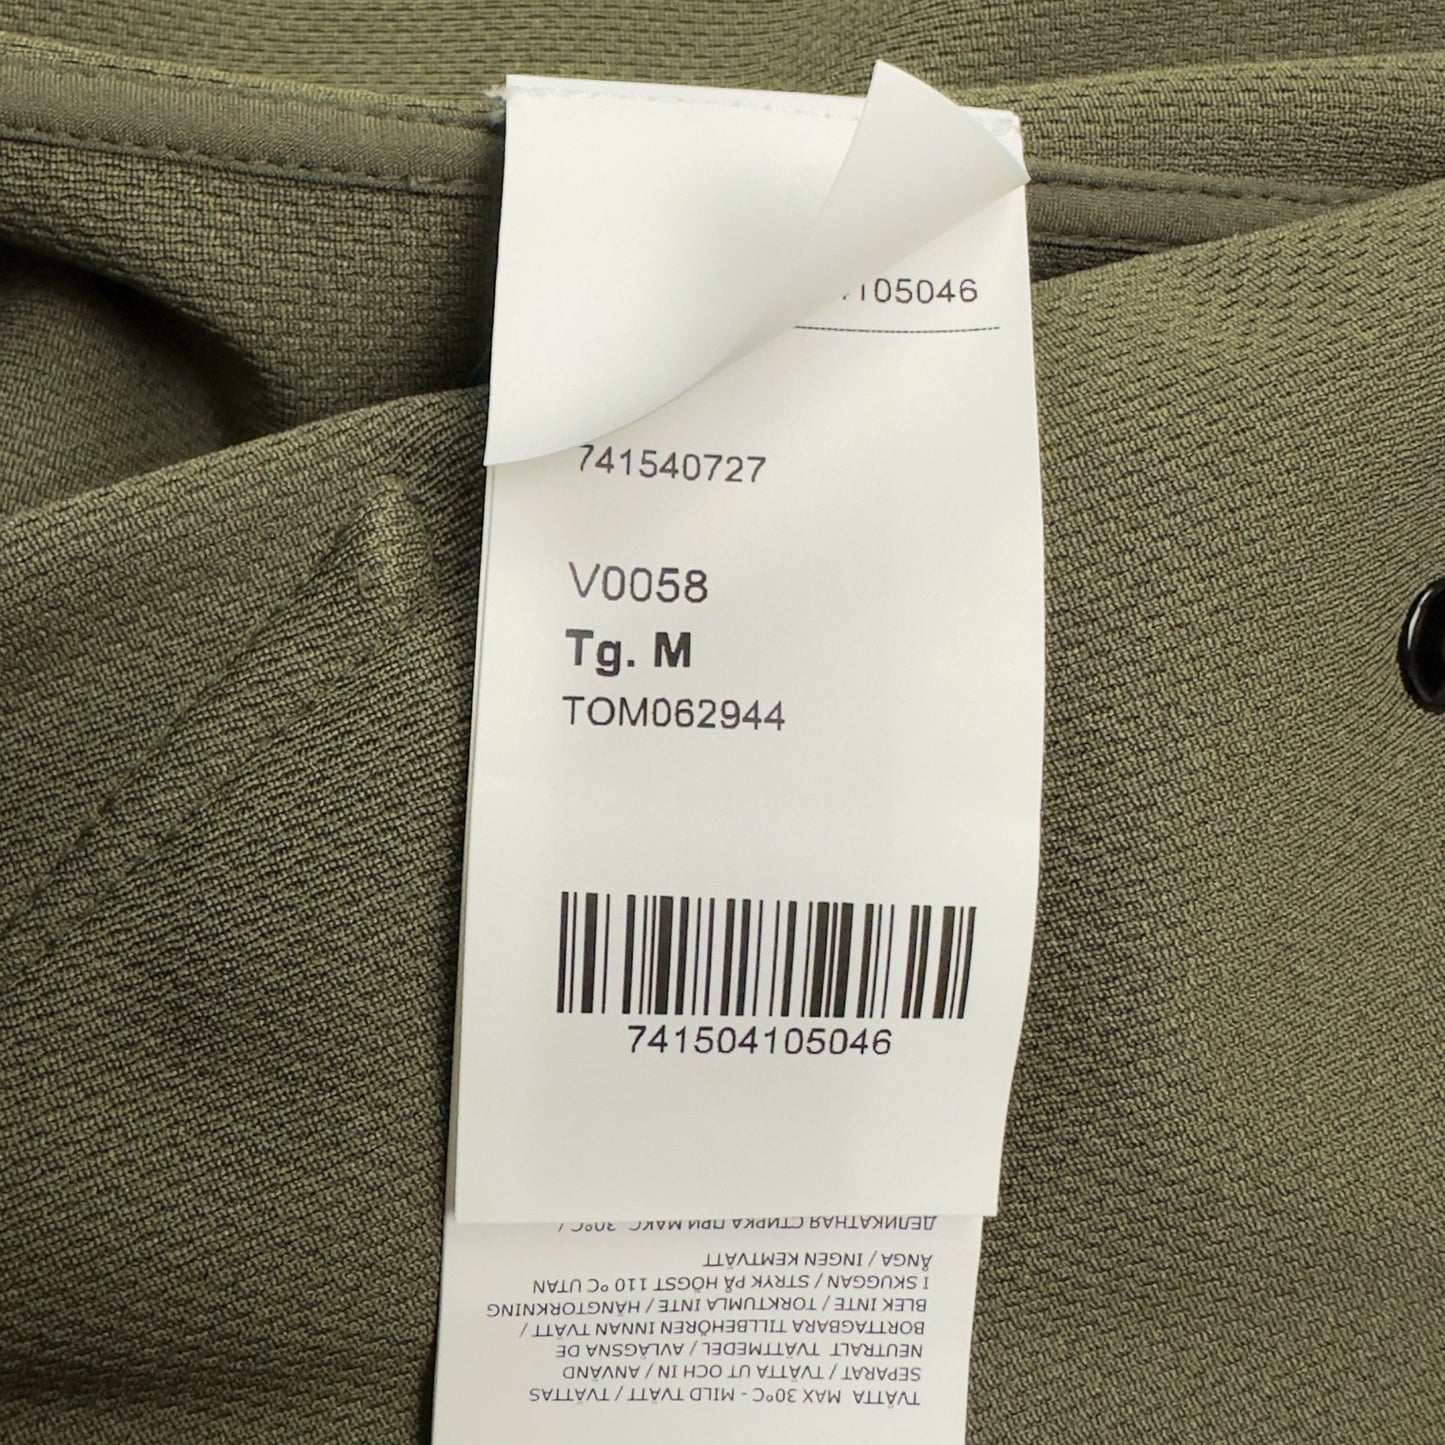 105046
741540727
V0058
Tg. M
TOM062944
741504105046
ДЕЛИКАТНАЯ СТИРКА ПРИ МАКС. 30°C /
ÅNGA / INGEN KEMTVÄTT
I SKUGGAN / STRYK PÅ HÖGST 110 °C UTAN
BLEK INTE / TORKTUMLA INTE / HÄNGTORKNING
BORTTAGBARA TILLBEHÖREN INNAN TVÄTT /
NEUTRALT TVÄTTMEDEL / AVLÄGSNA DE
SEPARAT / TVÄTTA UT OCH IN / ANVÄND
TVÄTTA MAX 30°C - MILD TVÄTT / TVÄTTAS